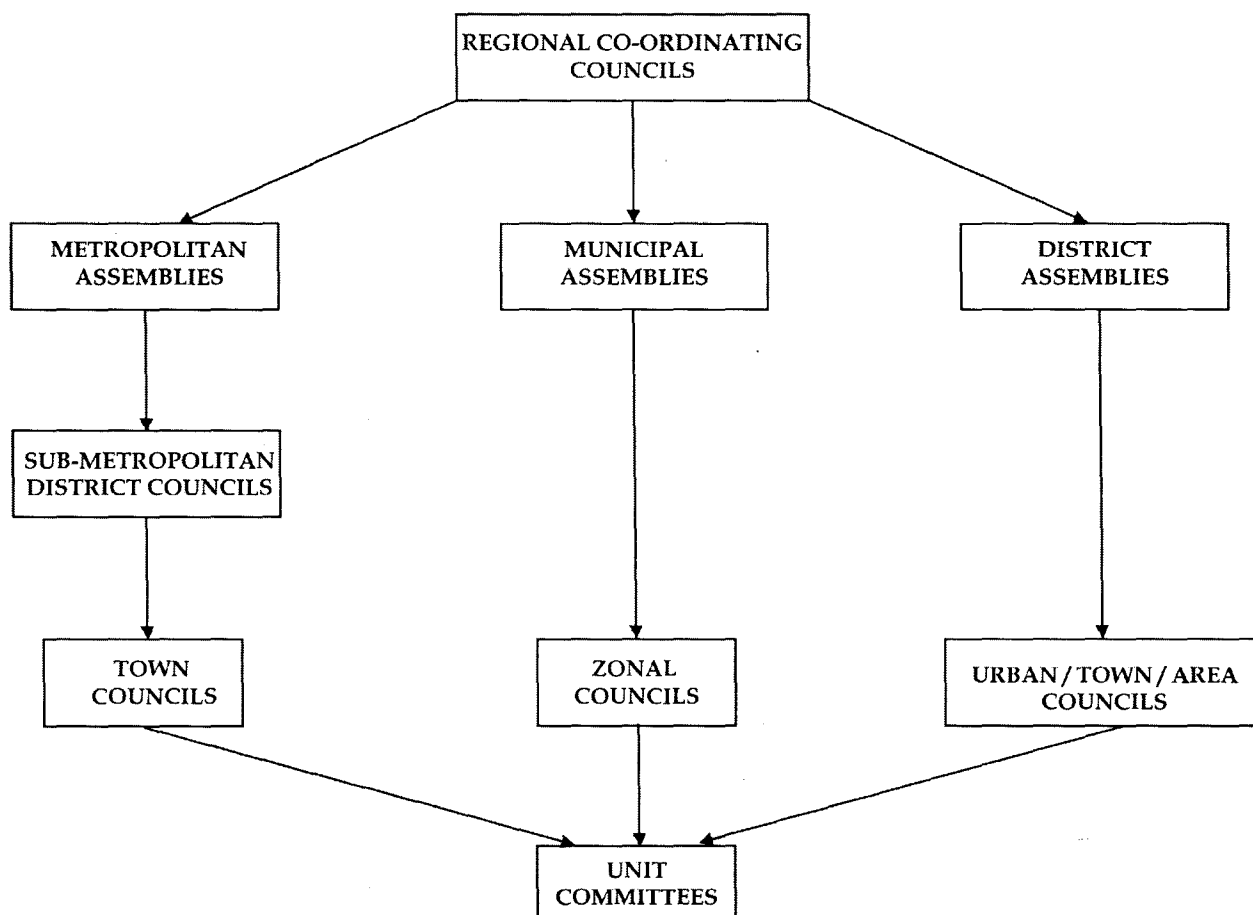 REGIONAL CO-ORDINATING
COUNCILS
METROPOLITAN
ASSEMBLIES
MUNICIPAL
ASSEMBLIES
DISTRICT
ASSEMBLIES
SUB-METROPOLITAN
DISTRICT COUNCILS
TOWN
COUNCILS
ZONAL
COUNCILS
URBAN / TOWN / AREA
COUNCILS
UNIT
COMMITTEES